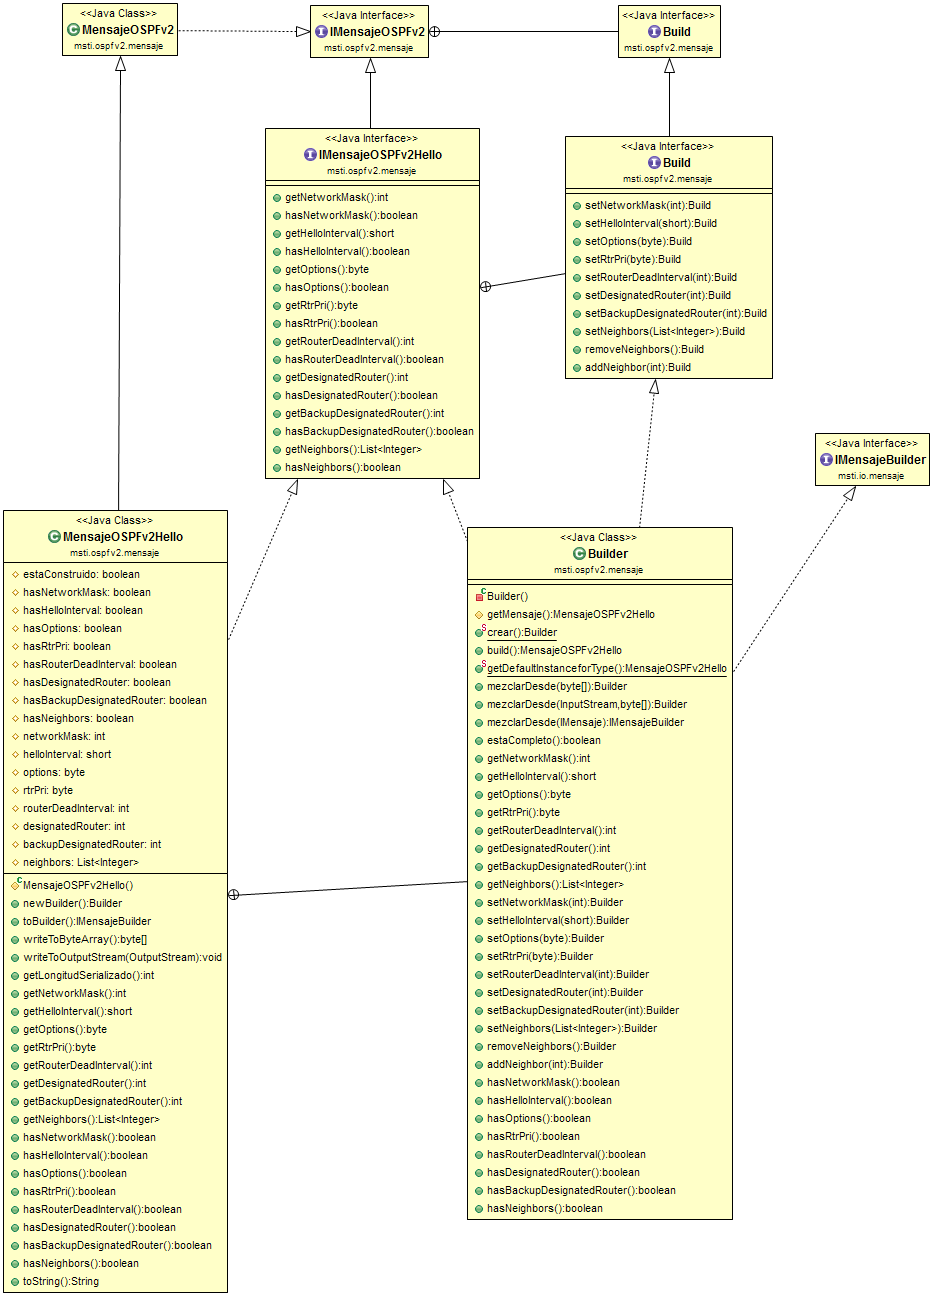 <<Java Class>>
MensajeOSPFv2
msti.ospfv2.mensaje
<<Java Interface>>
IMensajeOSPFv2
msti.ospfv2.mensaje
<<Java Interface>>
Build
msti.ospfv2.mensaje
<<Java Interface>>
IMensajeOSPFv2Hello
msti.ospfv2.mensaje
getNetworkMask():int
hasNetworkMask():boolean
getHelloInterval():short
hasHelloInterval():boolean
getOptions():byte
hasOptions():boolean
getRtrPri():byte
hasRtrPri():boolean
getRouterDeadInterval():int
hasRouterDeadInterval():boolean
getDesignatedRouter():int
hasDesignatedRouter():boolean
getBackupDesignatedRouter():int
hasBackupDesignatedRouter():boolean
getNeighbors():List<Integer>
hasNeighbors():boolean
<<Java Interface>>
Build
msti.ospfv2.mensaje
setNetworkMask(int):Build
setHelloInterval(short):Build
setOptions(byte):Build
setRtrPri(byte):Build
setRouterDeadInterval(int):Build
setDesignatedRouter(int):Build
setBackupDesignatedRouter(int):Build
setNeighbors(List<Integer>):Build
removeNeighbors():Build
addNeighbor(int):Build
<<Java Interface>>
IMensajeBuilder
msti.io.mensaje
<<Java Class>>
MensajeOSPFv2Hello
msti.ospfv2.mensaje
estaConstruido: boolean
hasNetworkMask: boolean
hasHelloInterval: boolean
hasOptions: boolean
hasRtrPri: boolean
hasRouterDeadInterval: boolean
hasDesignatedRouter: boolean
hasBackupDesignatedRouter: boolean
hasNeighbors: boolean
networkMask: int
helloInterval: short
options: byte
rtrPri: byte
routerDeadInterval: int
designatedRouter: int
backupDesignatedRouter: int
neighbors: List<Integer>
MensajeOSPFv2Hello()
newBuilder():Builder
toBuilder():IMensajeBuilder
writeToByteArray():byte[]
writeToOutputStream(OutputStream):void
getLongitudSerializado():int
getNetworkMask():int
getHelloInterval():short
getOptions():byte
getRtrPri():byte
getRouterDeadInterval():int
getDesignatedRouter():int
getBackupDesignatedRouter():int
getNeighbors():List<Integer>
hasNetworkMask():boolean
hasHelloInterval():boolean
hasOptions():boolean
hasRtrPri():boolean
hasRouterDeadInterval():boolean
hasDesignatedRouter():boolean
hasBackupDesignatedRouter():boolean
hasNeighbors():boolean
toString():String
<<Java Class>>
Builder
msti.ospfv2.mensaje
Builder()
getMensaje():MensajeOSPFv2Hello
crear():Builder
build():MensajeOSPFv2Hello
getDefaultInstanceforType():MensajeOSPFv2Hello
mezclarDesde(byte[]):Builder
mezclarDesde(InputStream,byte[]):Builder
mezclarDesde(IMensaje):IMensajeBuilder
estaCompleto():boolean
getNetworkMask():int
getHelloInterval():short
getOptions():byte
getRtrPri():byte
getRouterDeadInterval():int
getDesignatedRouter():int
getBackupDesignatedRouter():int
getNeighbors():List<Integer>
setNetworkMask(int):Builder
setHelloInterval(short):Builder
setOptions(byte):Builder
setRtrPri(byte):Builder
setRouterDeadInterval(int):Builder
setDesignatedRouter(int):Builder
setBackupDesignatedRouter(int):Builder
setNeighbors(List<Integer>):Builder
removeNeighbors():Builder
addNeighbor(int):Builder
hasNetworkMask():boolean
hasHelloInterval():boolean
hasOptions():boolean
hasRtrPri():boolean
hasRouterDeadInterval():boolean
hasDesignatedRouter():boolean
hasBackupDesignatedRouter():boolean
hasNeighbors():boolean